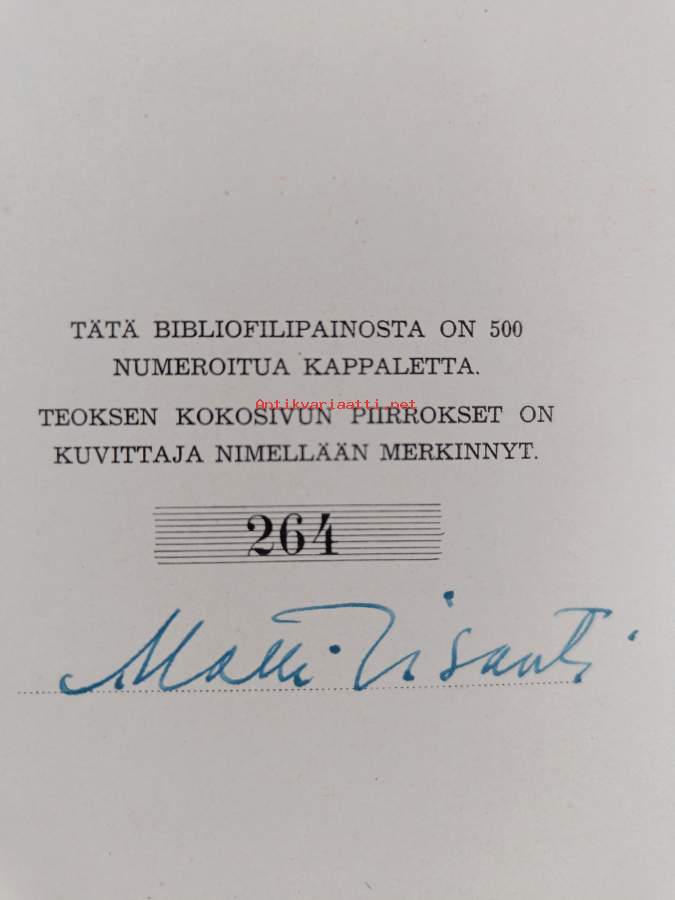 TÄTÄ BIBLIOFILIPAINOSTA ON 500
NUMEROITUA KAPPALETTA.
Antikvariaatti.net
TEOKSEN KOKOSIVUN PIIRROKSET ON
KUVITTAJA NIMELLÄÄN MERKINNYT.
264
Matti Visanti